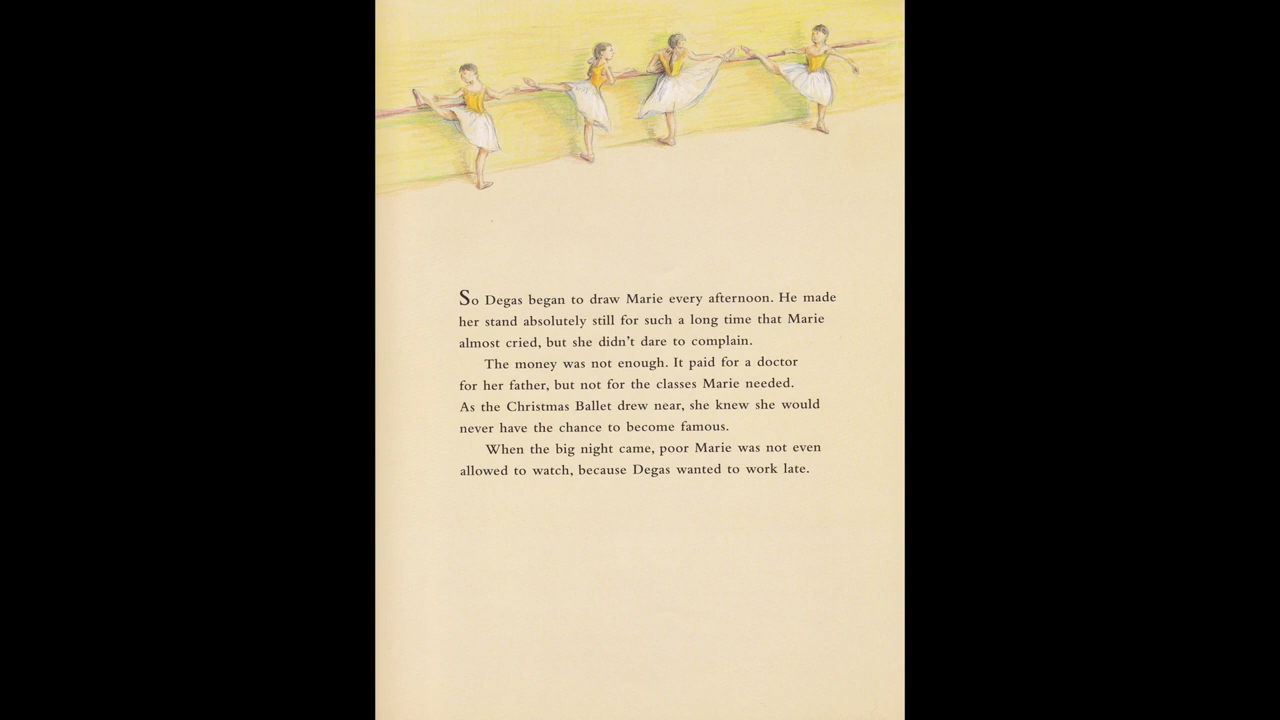 So Degas began to draw Marie every afternoon. He made
her stand absolutely still for such a long time that Marie
almost cried, but she didn't dare to complain.
The money was not enough. It paid for a doctor
for her father, but not for the classes Marie needed.
As the Christmas Ballet drew near, she knew she would
never have the chance to become famous.
When the big night came, poor Marie was not even
allowed to watch, because Degas wanted to work late.